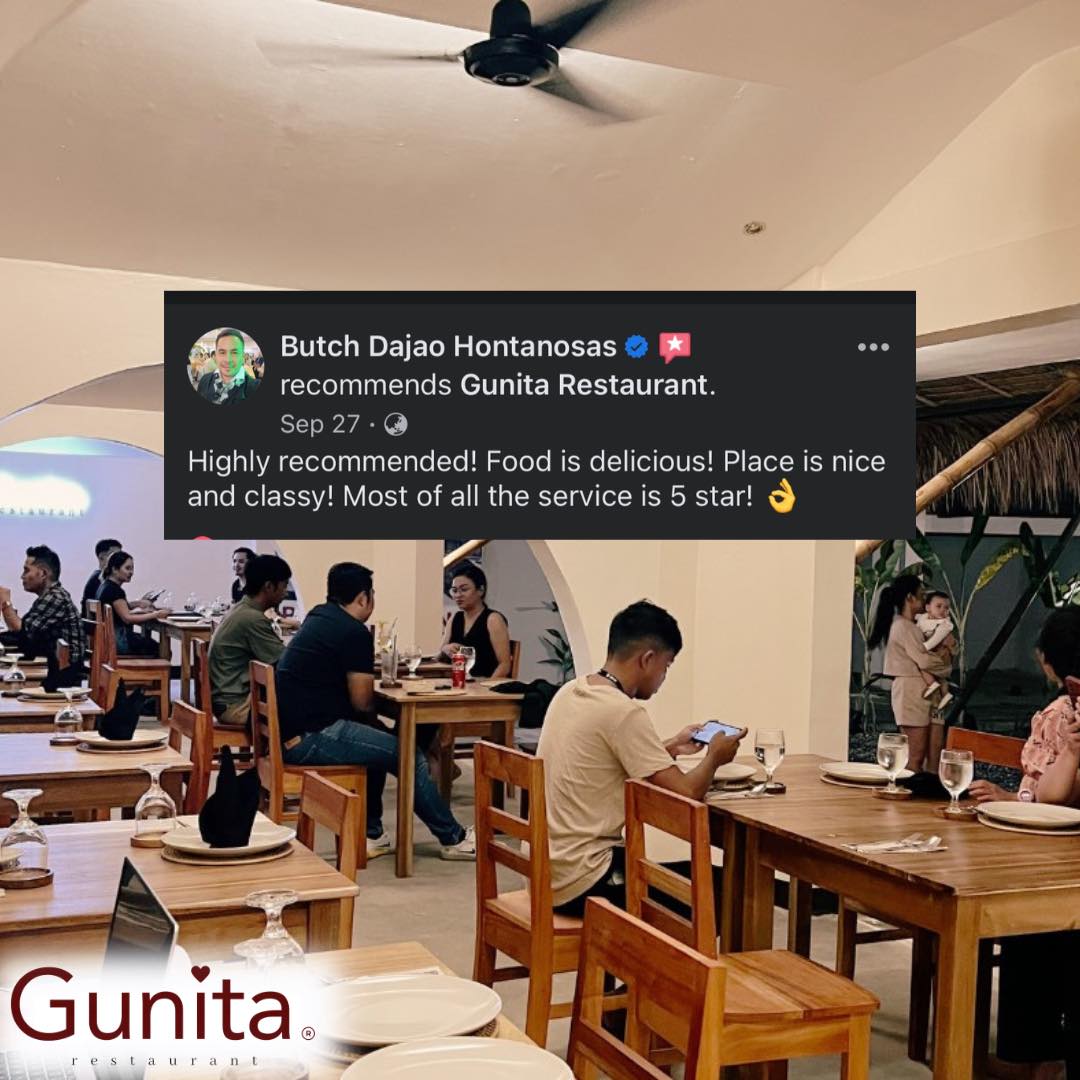 Butch Dajao Hontanosas
recommends Gunita Restaurant.
Sep 27 ·
Highly recommended! Food is delicious! Place is nice
and classy! Most of all the service is 5 star! 👌
Gunita®
restaurant